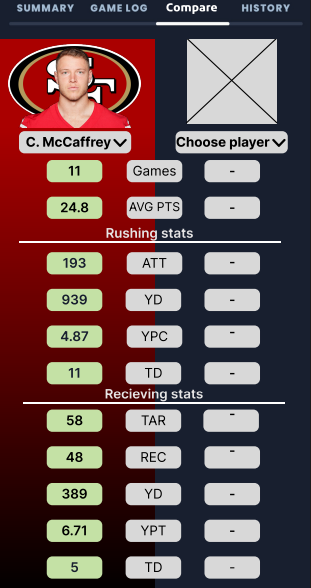 SUMMARY GAME LOG Compare HISTORY
SF
C. McCaffrey Choose player
11 Games -
24.8 AVG PTS -
Rushing stats
193 ATT -
939 YD -
4.87 YPC -
11 TD -
Recieving stats
58 TAR -
48 REC -
389 YD -
6.71 YPT -
5 TD -